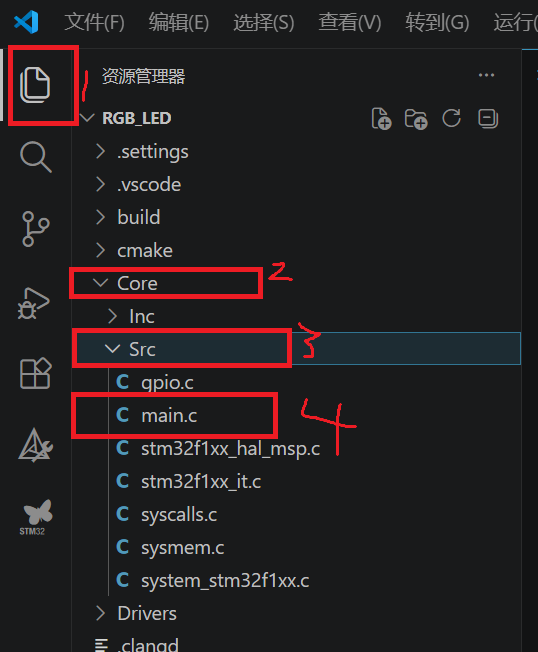 文件(F) 编辑(E) 选择(S) 查看(V) 转到(G) 运行(
资源管理器 ...
1
RGB_LED
.settings
.vscode
build
cmake
Core 2
Inc
Src 3
C gpio.c
C main.c 4
C stm32f1xx_hal_msp.c
C stm32f1xx_it.c
C syscalls.c
C sysmem.c
C system_stm32f1xx.c
STM32
Drivers
.clangd